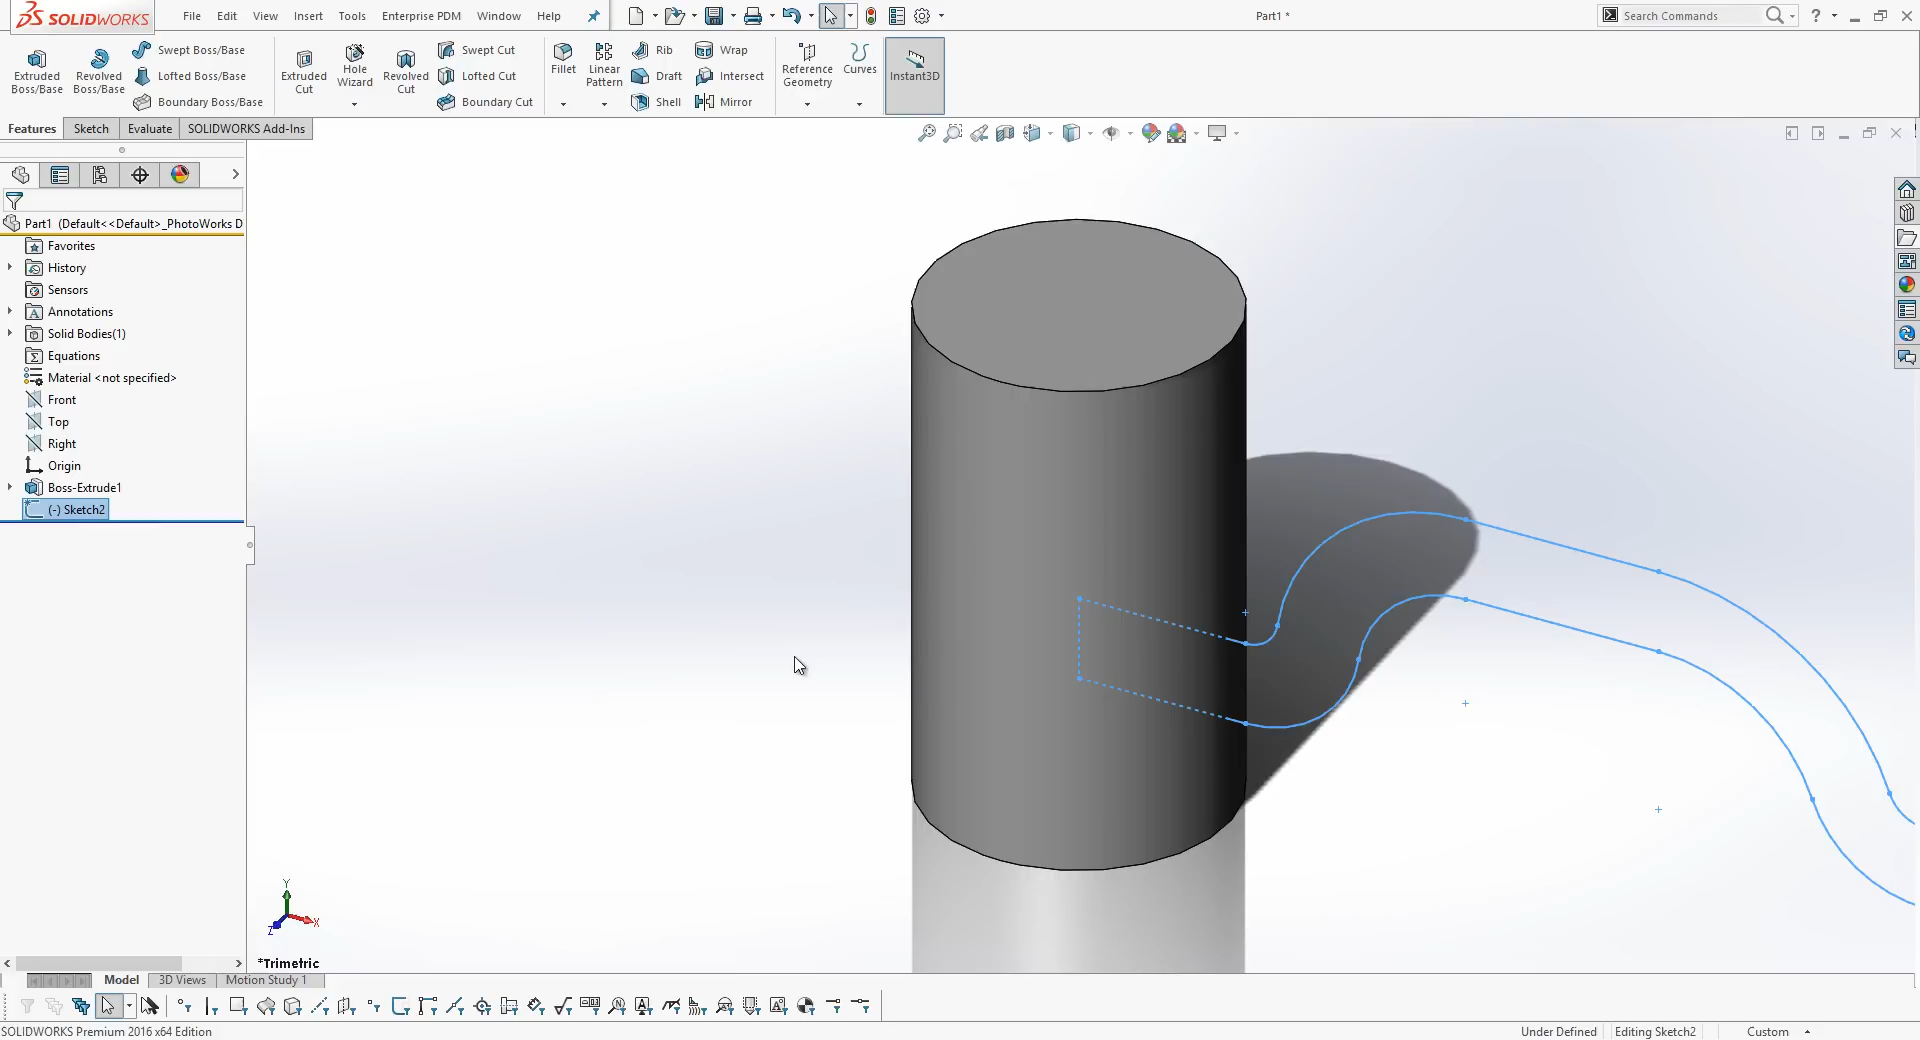 SOLIDWORKS File Edit View Insert Tools Enterprise PDM Window Help Part1 * Search Commands ?
Extruded Boss/Base
Revolved Boss/Base
Swept Boss/Base
Lofted Boss/Base
Boundary Boss/Base
Extruded Cut
Hole Wizard
Revolved Cut
Swept Cut
Lofted Cut
Boundary Cut
Fillet
Linear Pattern
Rib
Draft
Shell
Wrap
Intersect
Mirror
Reference Geometry
Curves
Instant3D
Features Sketch Evaluate SOLIDWORKS Add-Ins
Part1 (Default<<Default>_PhotoWorks D
Favorites
History
Sensors
Annotations
Solid Bodies(1)
Equations
Material <not specified>
Front
Top
Right
Origin
Boss-Extrude1
(-) Sketch2
Y
X
Z
*Trimetric
Model 3D Views Motion Study 1
SOLIDWORKS Premium 2016 x64 Edition Under Defined Editing Sketch2 Custom